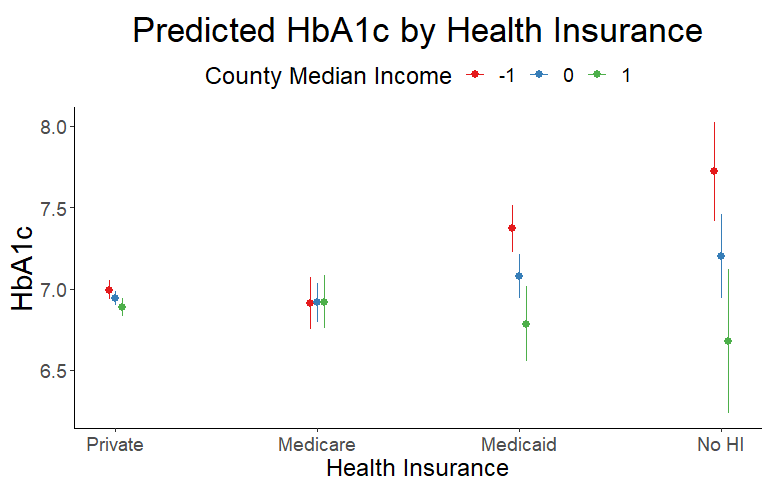 Predicted HbA1c by Health Insurance
County Median Income -1 0 1
HbA1c
8.0
7.5
7.0
6.5
Private Medicare Medicaid No HI
Health Insurance